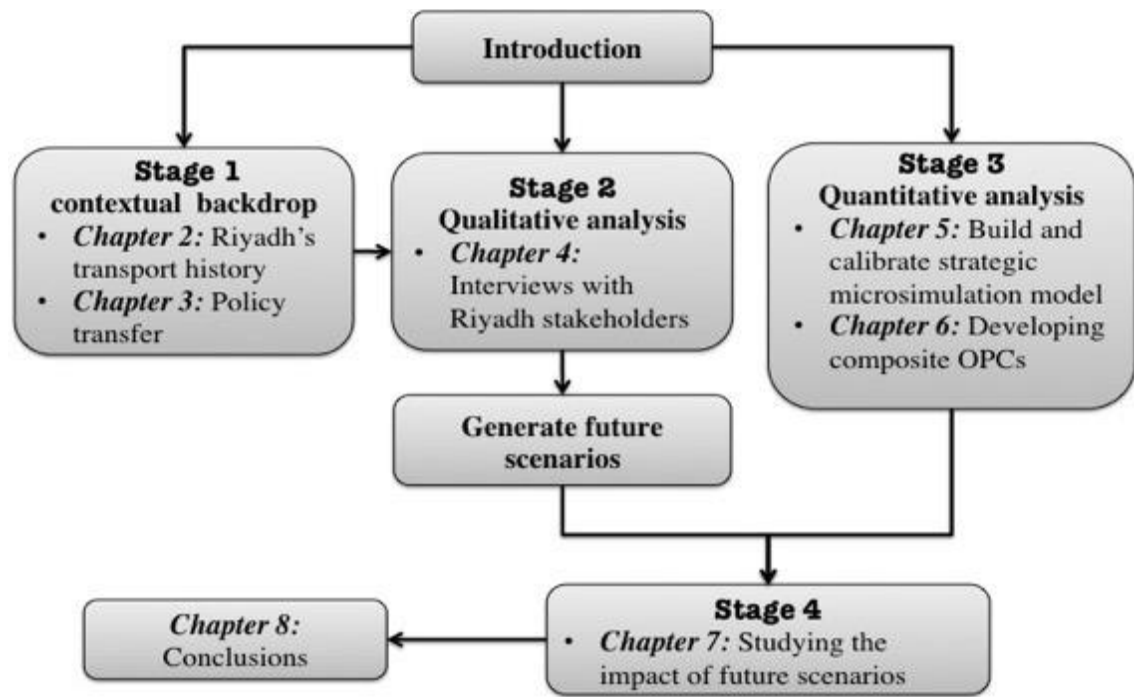 Introduction
Stage 1
contextual backdrop
• Chapter 2: Riyadh's
transport history
• Chapter 3: Policy
transfer
Stage 2
Qualitative analysis
• Chapter 4:
Interviews with
Riyadh stakeholders
Stage 3
Quantitative analysis
• Chapter 5: Build and
calibrate strategic
microsimulation model
• Chapter 6: Developing
composite OPCs
Generate future
scenarios
Stage 4
• Chapter 7: Studying the
impact of future scenarios
Chapter 8:
Conclusions